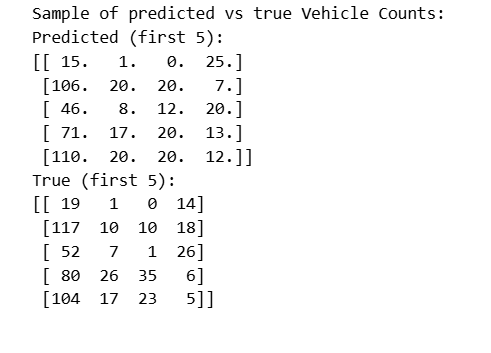 Sample of predicted vs true Vehicle Counts:
Predicted (first 5):
[[ 15.   1.   0.  25.]
 [106.  20.  20.   7.]
 [ 46.   8.  12.  20.]
 [ 71.  17.  20.  13.]
 [110.  20.  20.  12.]]
True (first 5):
[[ 19   1   0  14]
 [117  10  10  18]
 [ 52   7   1  26]
 [ 80  26  35   6]
 [104  17  23   5]]